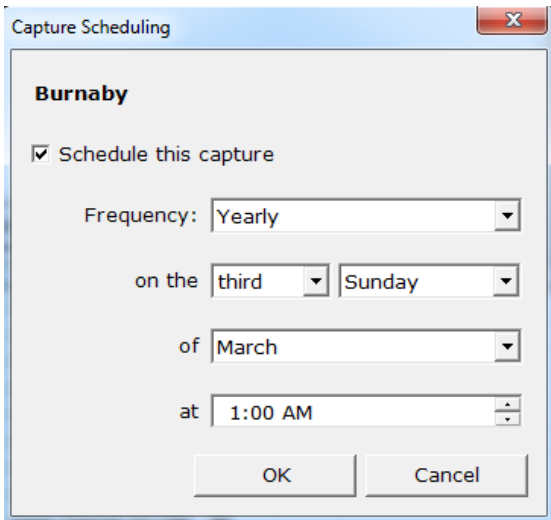 Capture Scheduling
Burnaby
Schedule this capture
Frequency: Yearly
on the third Sunday
of March
at 1:00 AM
OK Cancel